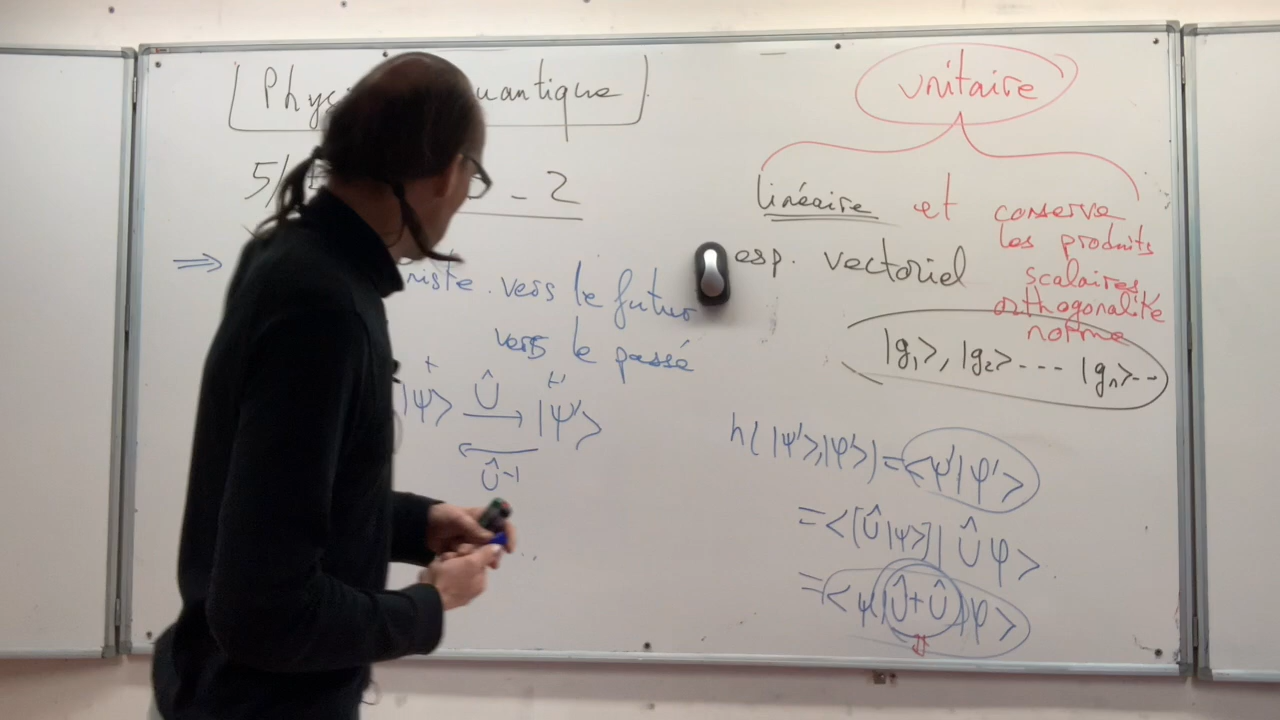 Phy uantique
5/ - 2
⇒ riste. vers le futur
vers le passé
t Û t'
|ψ> → |ψ'>
←
Û⁻¹
unitaire
linéaire et conserve
les produits
scalaires
orthogonalité
norme
esp. vectoriel
|g₁>, |g₂> --- |gₙ> --
h(|ψ'>,|φ'>) = <ψ'|φ'>
= <[Û|ψ>]| Ûφ>
= <ψ|Û+Û|φ>
⇓